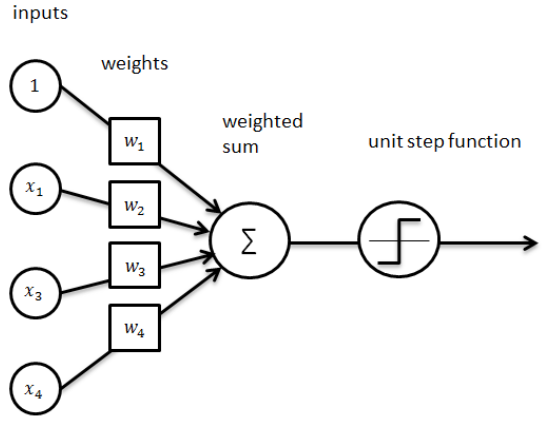 inputs
weights
1
w₁
weighted
sum
unit step function
x₁
w₂
Σ
w₃
x₃
w₄
x₄